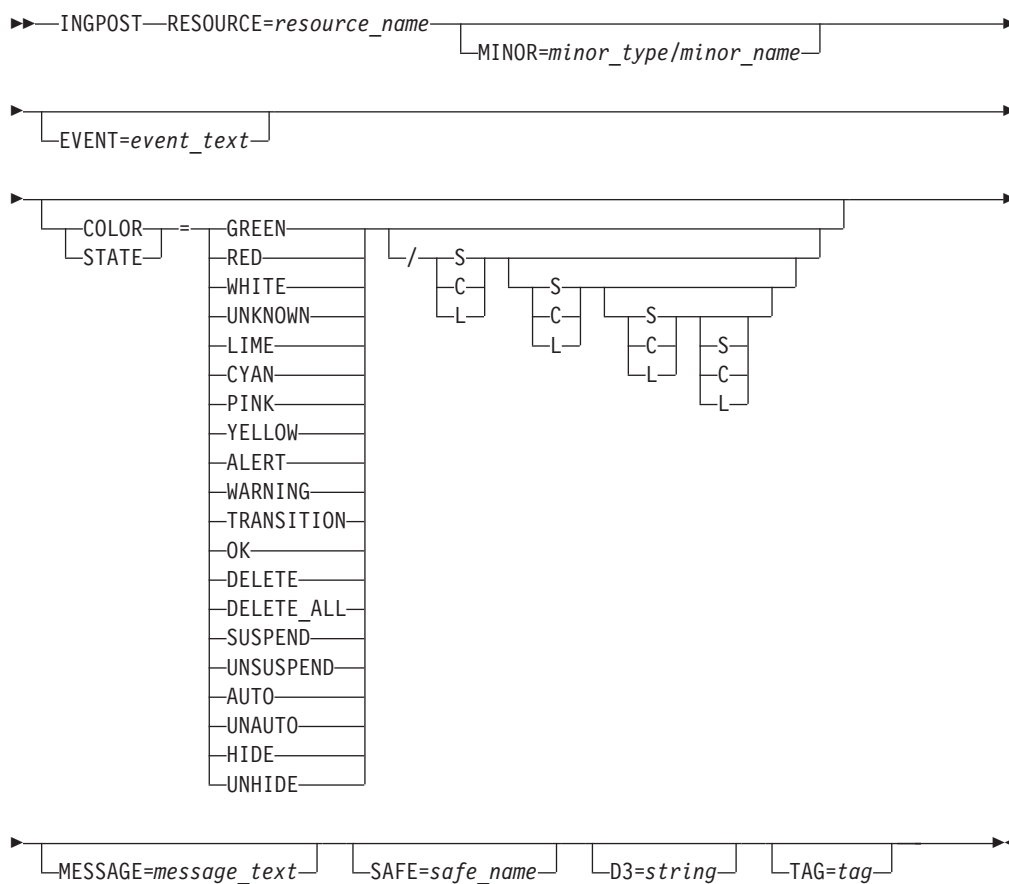 INGPOST RESOURCE=resource_name
MINOR=minor_type/minor_name
EVENT=event_text
COLOR = GREEN / S
STATE RED C S
WHITE L C S
UNKNOWN L C S
LIME L C
CYAN L
PINK
YELLOW
ALERT
WARNING
TRANSITION
OK
DELETE
DELETE_ALL
SUSPEND
UNSUSPEND
AUTO
UNAUTO
HIDE
UNHIDE
MESSAGE=message_text SAFE=safe_name D3=string TAG=tag